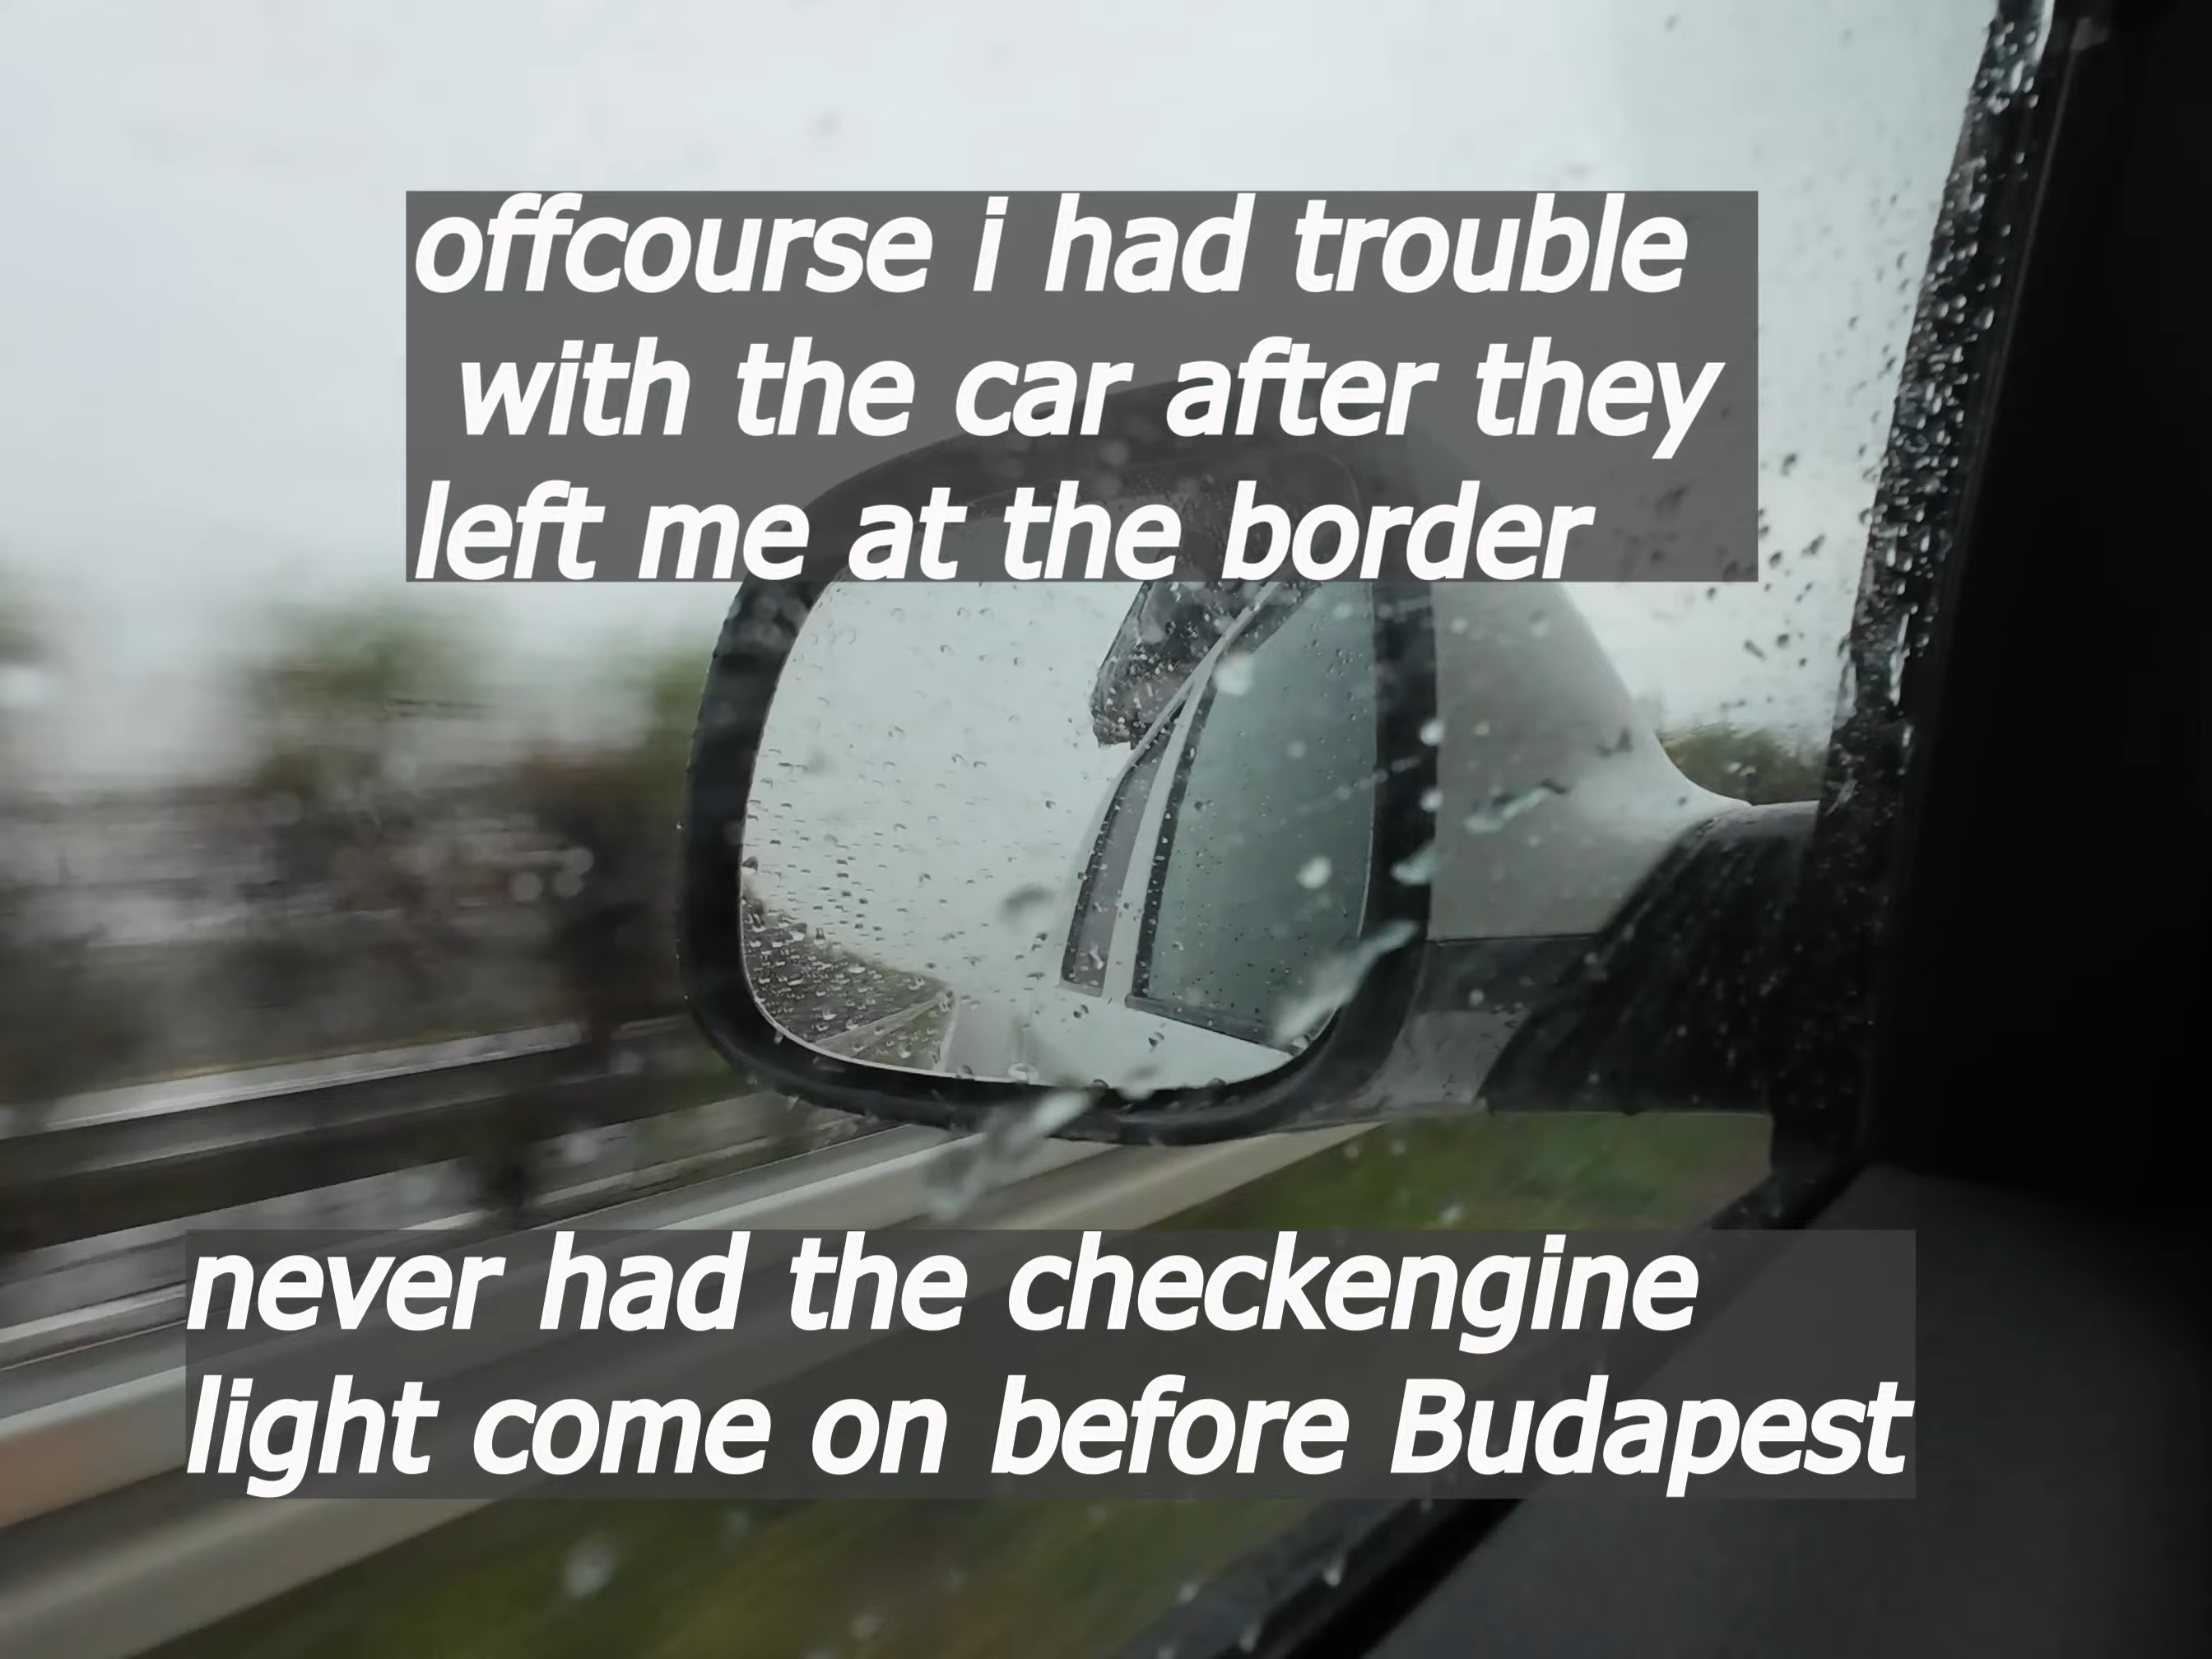 offcourse i had trouble
with the car after they
left me at the border
never had the checkengine
light come on before Budapest